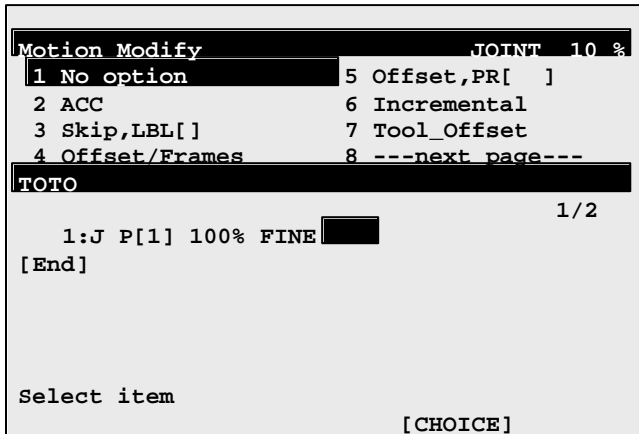 Motion Modify JOINT 10 %
1 No option 5 Offset,PR[ ]
2 ACC 6 Incremental
3 Skip,LBL[] 7 Tool_Offset
4 Offset/Frames 8 ---next page---
TOTO
1/2
1:J P[1] 100% FINE
[End]
Select item
[CHOICE]